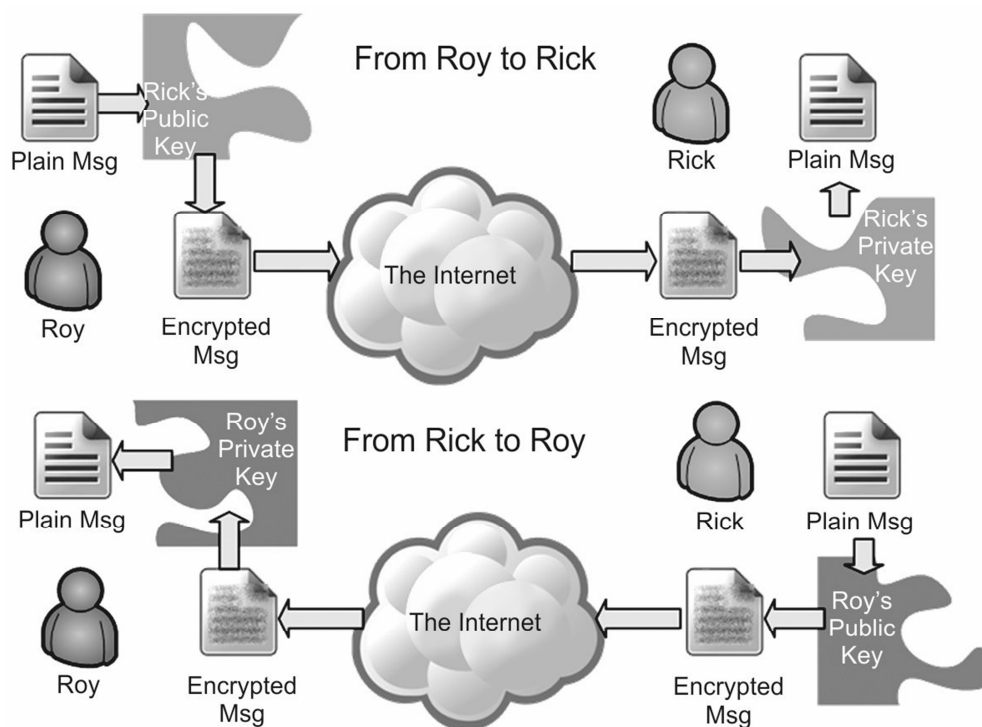 From Roy to Rick
Rick's
Public
Key
Plain Msg
Rick
Plain Msg
Rick's
Private
Key
The Internet
Roy
Encrypted
Msg
Encrypted
Msg
Roy's
Private
Key
From Rick to Roy
Plain Msg
Rick
Plain Msg
Roy's
Public
Key
The Internet
Roy
Encrypted
Msg
Encrypted
Msg